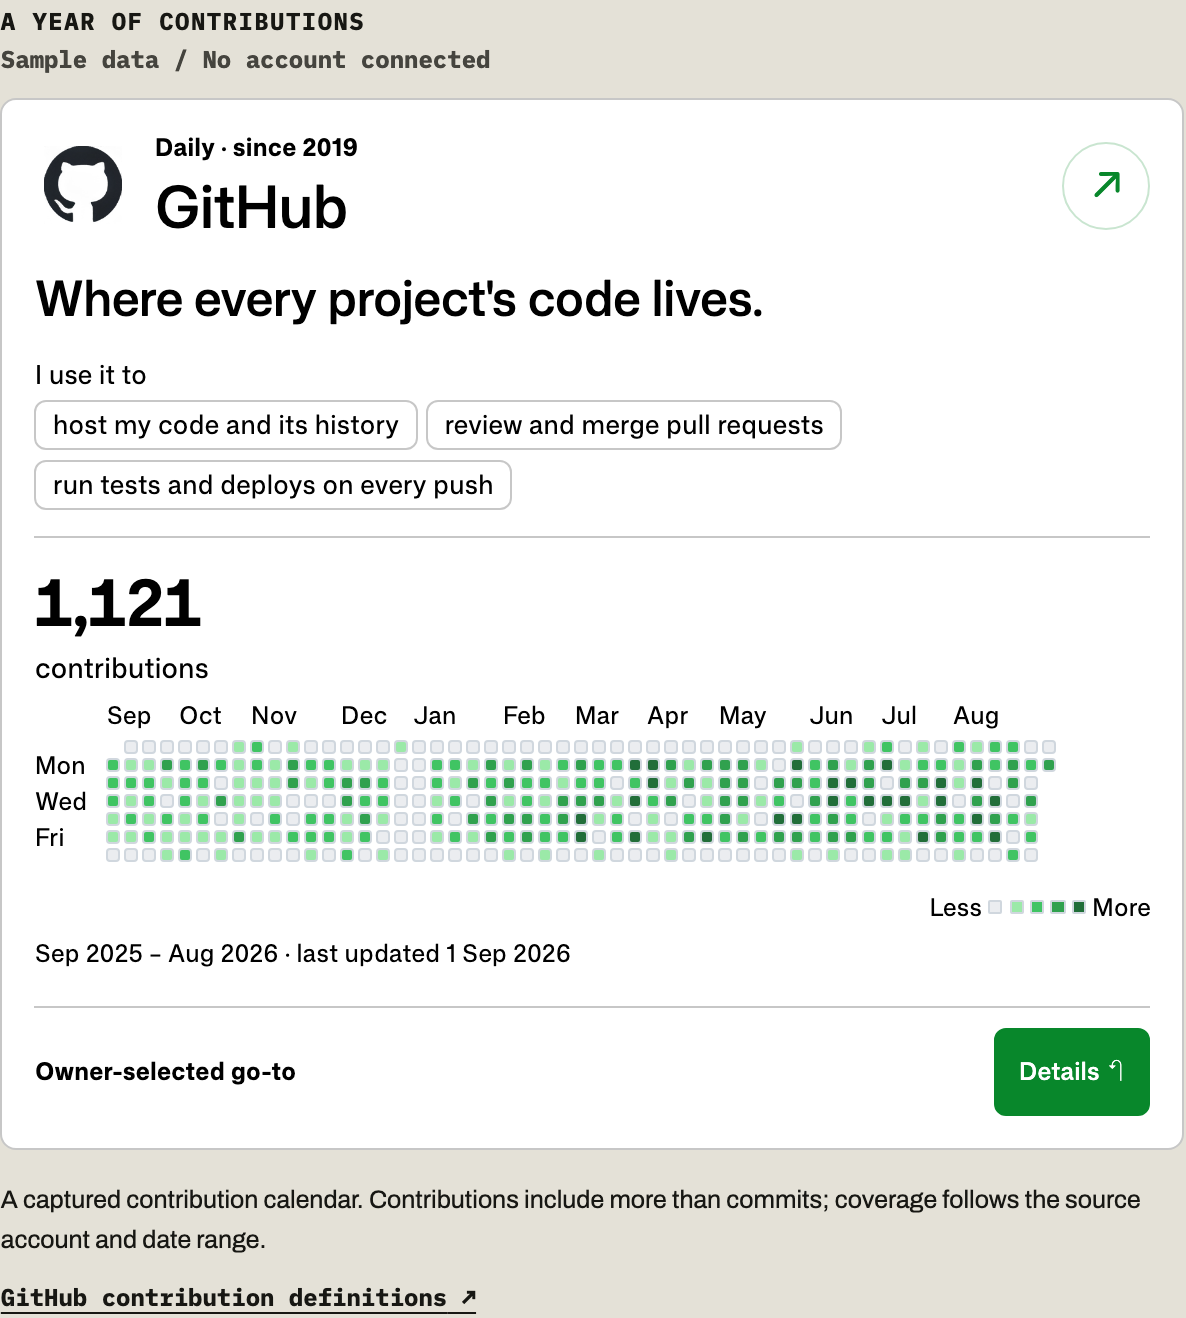 A YEAR OF CONTRIBUTIONS
Sample data / No account connected
Daily · since 2019
GitHub
Where every project's code lives.
I use it to
host my code and its history
review and merge pull requests
run tests and deploys on every push
1,121
contributions
Sep Oct Nov Dec Jan Feb Mar Apr May Jun Jul Aug
Mon
Wed
Fri
Less More
Sep 2025 – Aug 2026 · last updated 1 Sep 2026
Owner-selected go-to
Details
A captured contribution calendar. Contributions include more than commits; coverage follows the source
account and date range.
GitHub contribution definitions ↗